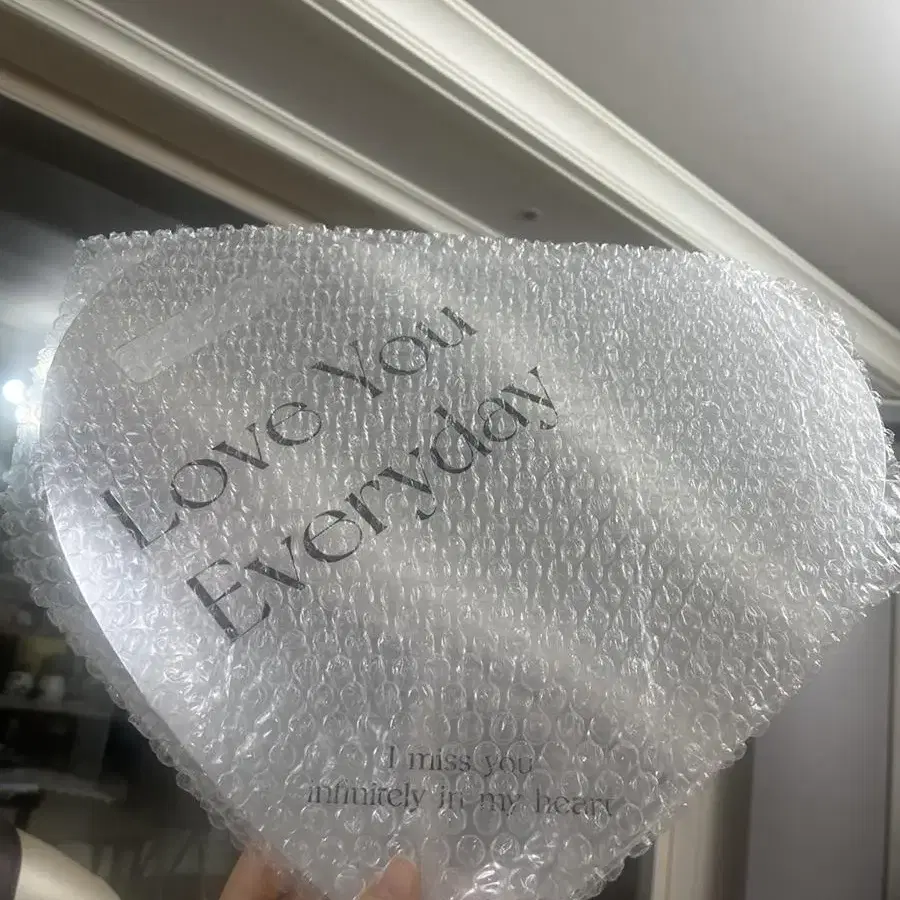 Love You
Everyday
I miss you
infinitely in my heart